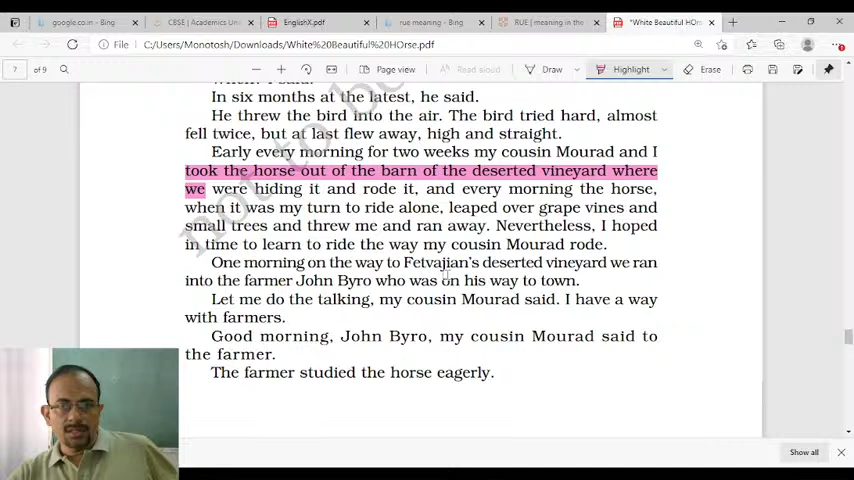 google.co.in - Bing
CBSE | Academics Uni
EnglishX.pdf
rue meaning - Bing
RUE | meaning in the
*White Beautiful HOrse.
File
C:/Users/Monotosh/Downloads/White%20Beautiful%20HOrse.pdf
7 of 9
Page view
Read aloud
Draw
Highlight
Erase
In six months at the latest, he said.
He threw the bird into the air. The bird tried hard, almost
fell twice, but at last flew away, high and straight.
Early every morning for two weeks my cousin Mourad and I
took the horse out of the barn of the deserted vineyard where
we were hiding it and rode it, and every morning the horse,
when it was my turn to ride alone, leaped over grape vines and
small trees and threw me and ran away. Nevertheless, I hoped
in time to learn to ride the way my cousin Mourad rode.
One morning on the way to Fetvajian's deserted vineyard we ran
into the farmer John Byro who was on his way to town.
Let me do the talking, my cousin Mourad said. I have a way
with farmers.
Good morning, John Byro, my cousin Mourad said to
the farmer.
The farmer studied the horse eagerly.
not to be
Show all